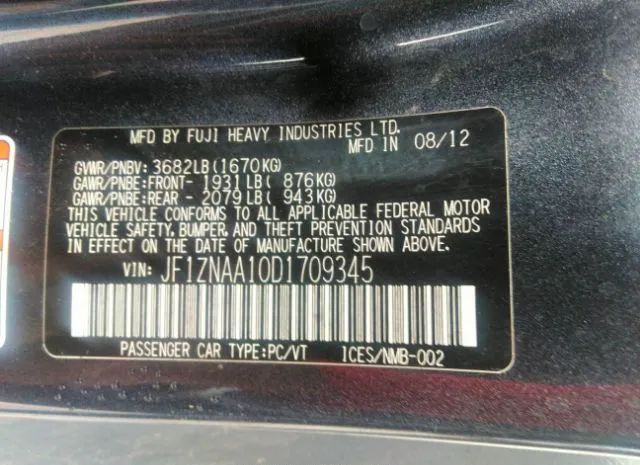 MFD BY FUJI HEAVY INDUSTRIES LTD.
MFD IN 08/12
GVWR/PNBV: 3682LB(1670KG)
GAWR/PNBE:FRONT- 1931LB( 876KG)
GAWR/PNBE:REAR - 2079LB( 943KG)
THIS VEHICLE CONFORMS TO ALL APPLICABLE FEDERAL MOTOR
VEHICLE SAFETY, BUMPER, AND THEFT PREVENTION STANDARDS
IN EFFECT ON THE DATE OF MANUFACTURE SHOWN ABOVE.
VIN: JF1ZNAA10D1709345
PASSENGER CAR TYPE:PC/VT 1CES/NMB-002